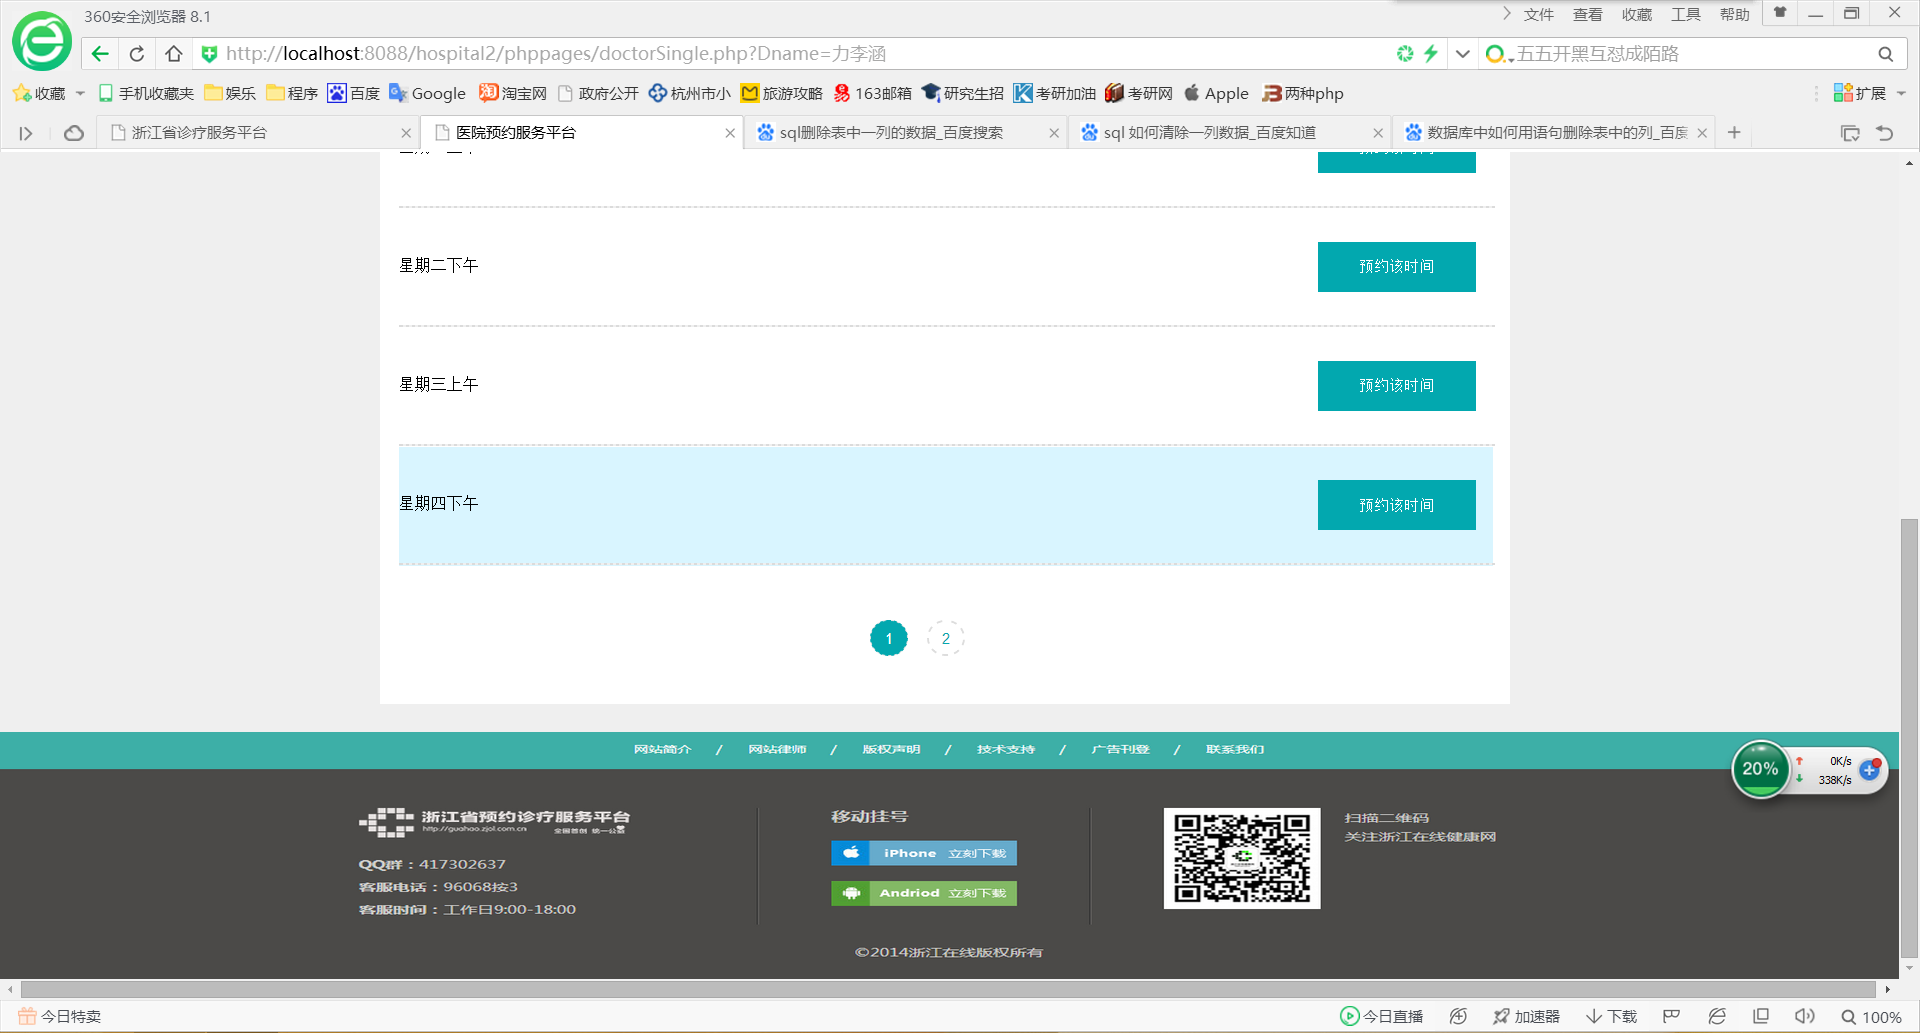 360安全浏览器 8.1
文件 查看 收藏 工具 帮助
http://localhost:8088/hospital2/phppages/doctorSingle.php?Dname=力李涵
五五开黑互怼成陌路
收藏 手机收藏夹 娱乐 程序 百度 Google 淘宝网 政府公开 杭州市小 旅游攻略 163邮箱 研究生招 考研加油 考研网 Apple 两种php 扩展
浙江省诊疗服务平台 医院预约服务平台 sql删除表中一列的数据_百度搜索 sql 如何清除一列数据_百度知道 数据库中如何用语句删除表中的列_百度
星期二下午 预约该时间
星期三上午 预约该时间
星期四下午 预约该时间
1 2
网站简介 / 网站律师 / 版权声明 / 技术支持 / 广告刊登 / 联系我们
20% 0K/s
338K/s
浙江省预约诊疗服务平台
http://guahao.zjol.com.cn 全国首创 统一公益
QQ群：417302637
客服电话：96068按3
客服时间：工作日9:00-18:00
移动挂号
iPhone 立刻下载
Andriod 立刻下载
扫描二维码
关注浙江在线健康网
©2014浙江在线版权所有
今日特卖 今日直播 加速器 下载 100%